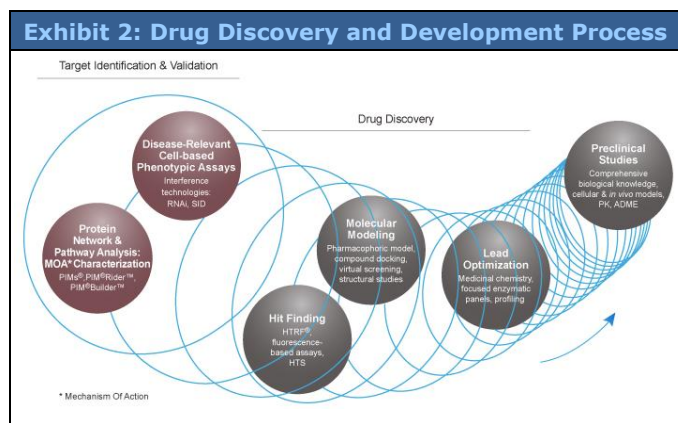 Exhibit 2: Drug Discovery and Development Process
Target Identification & Validation
Disease-Relevant
Cell-based
Phenotypic Assays
Interference
technologies:
RNAi, SID
Protein
Network &
Pathway Analysis:
MOA* Characterization
PIMs®,PIM®Rider™,
PIM®Builder™
Drug Discovery
Hit Finding
HTRF®,
fluorescence-
based assays,
HTS
Molecular
Modeling
Pharmacophoric model,
compound docking,
virtual screening,
structural studies
Lead
Optimization
Medicinal chemistry,
focused enzymatic
panels, profiling
Preclinical
Studies
Comprehensive
biological knowledge,
cellular & in vivo models,
PK, ADME
* Mechanism Of Action